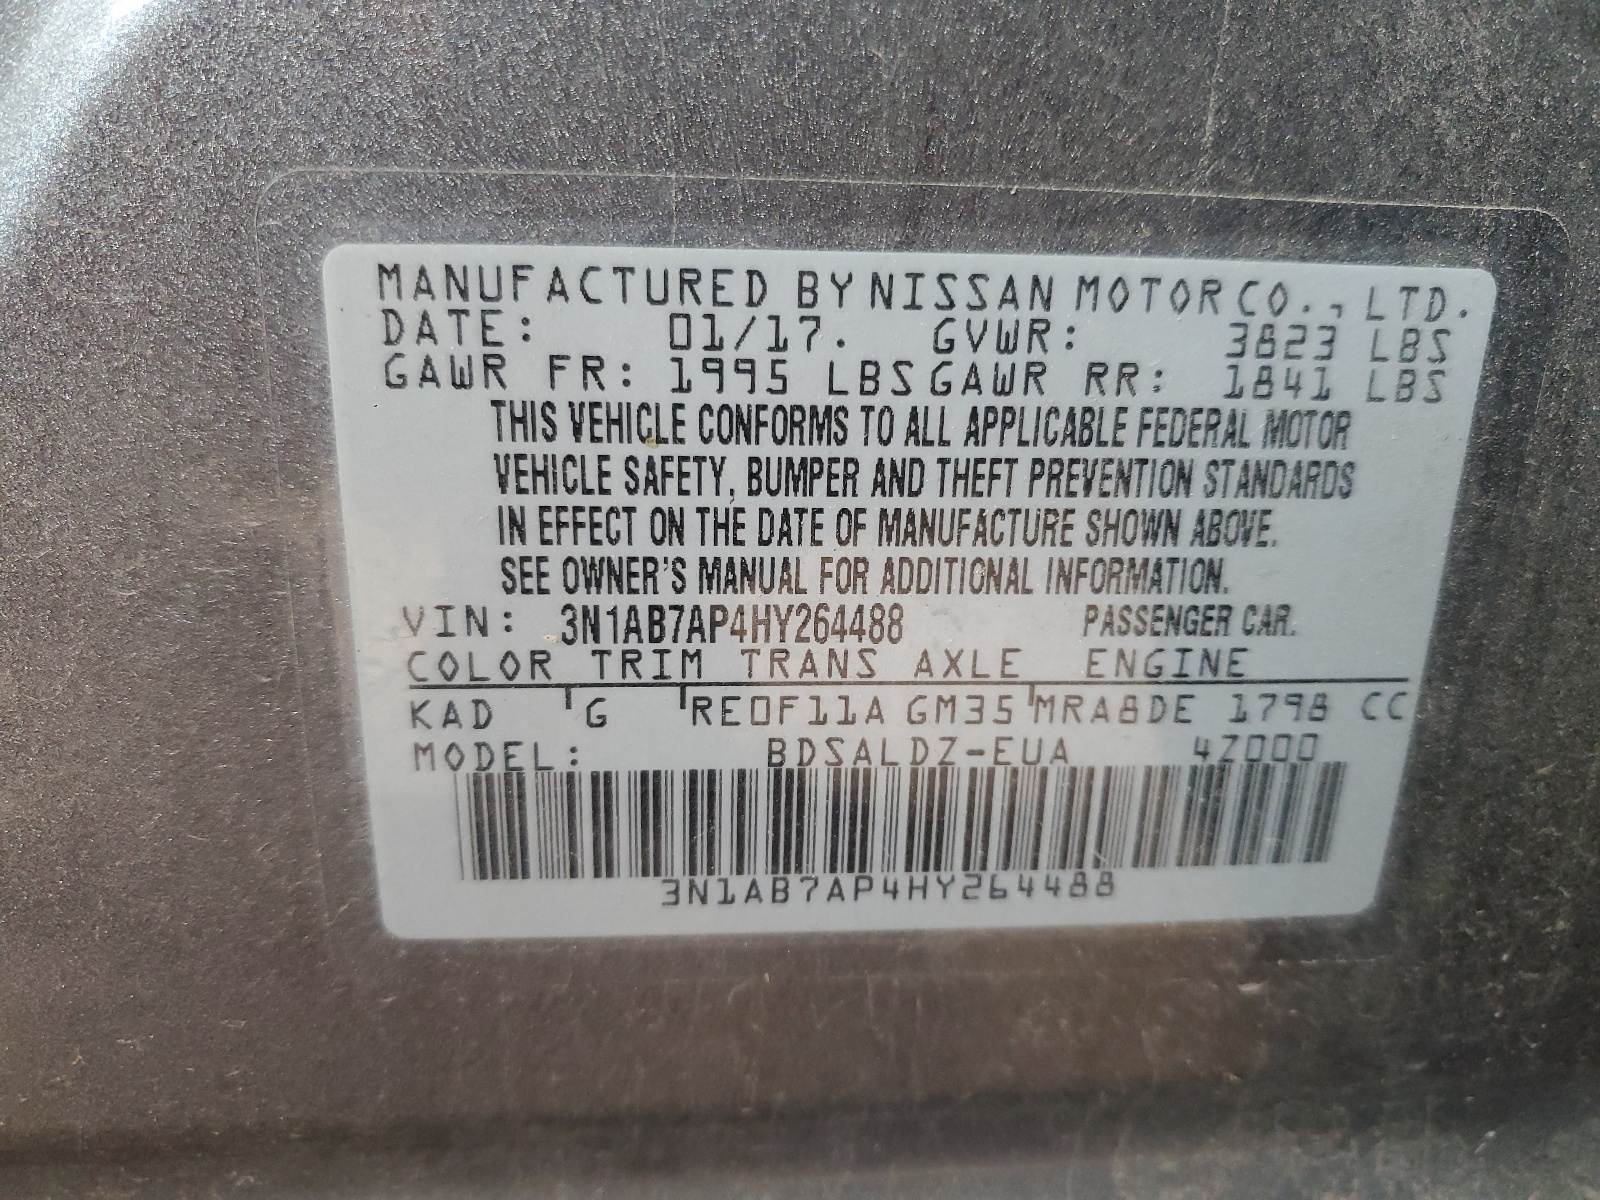 MANUFACTURED BY NISSAN MOTOR CO., LTD.
DATE: 01/17. GVWR: 3823 LBS
GAWR FR: 1995 LBS GAWR RR: 1841 LBS
THIS VEHICLE CONFORMS TO ALL APPLICABLE FEDERAL MOTOR
VEHICLE SAFETY, BUMPER AND THEFT PREVENTION STANDARDS
IN EFFECT ON THE DATE OF MANUFACTURE SHOWN ABOVE.
SEE OWNER'S MANUAL FOR ADDITIONAL INFORMATION.
VIN: 3N1AB7AP4HY264488 PASSENGER CAR.
COLOR TRIM TRANS AXLE ENGINE
KAD G RE0F11A GM35 MRA8DE 1798 CC
MODEL: BDSALDZ-EUA 4Z000
3N1AB7AP4HY264488